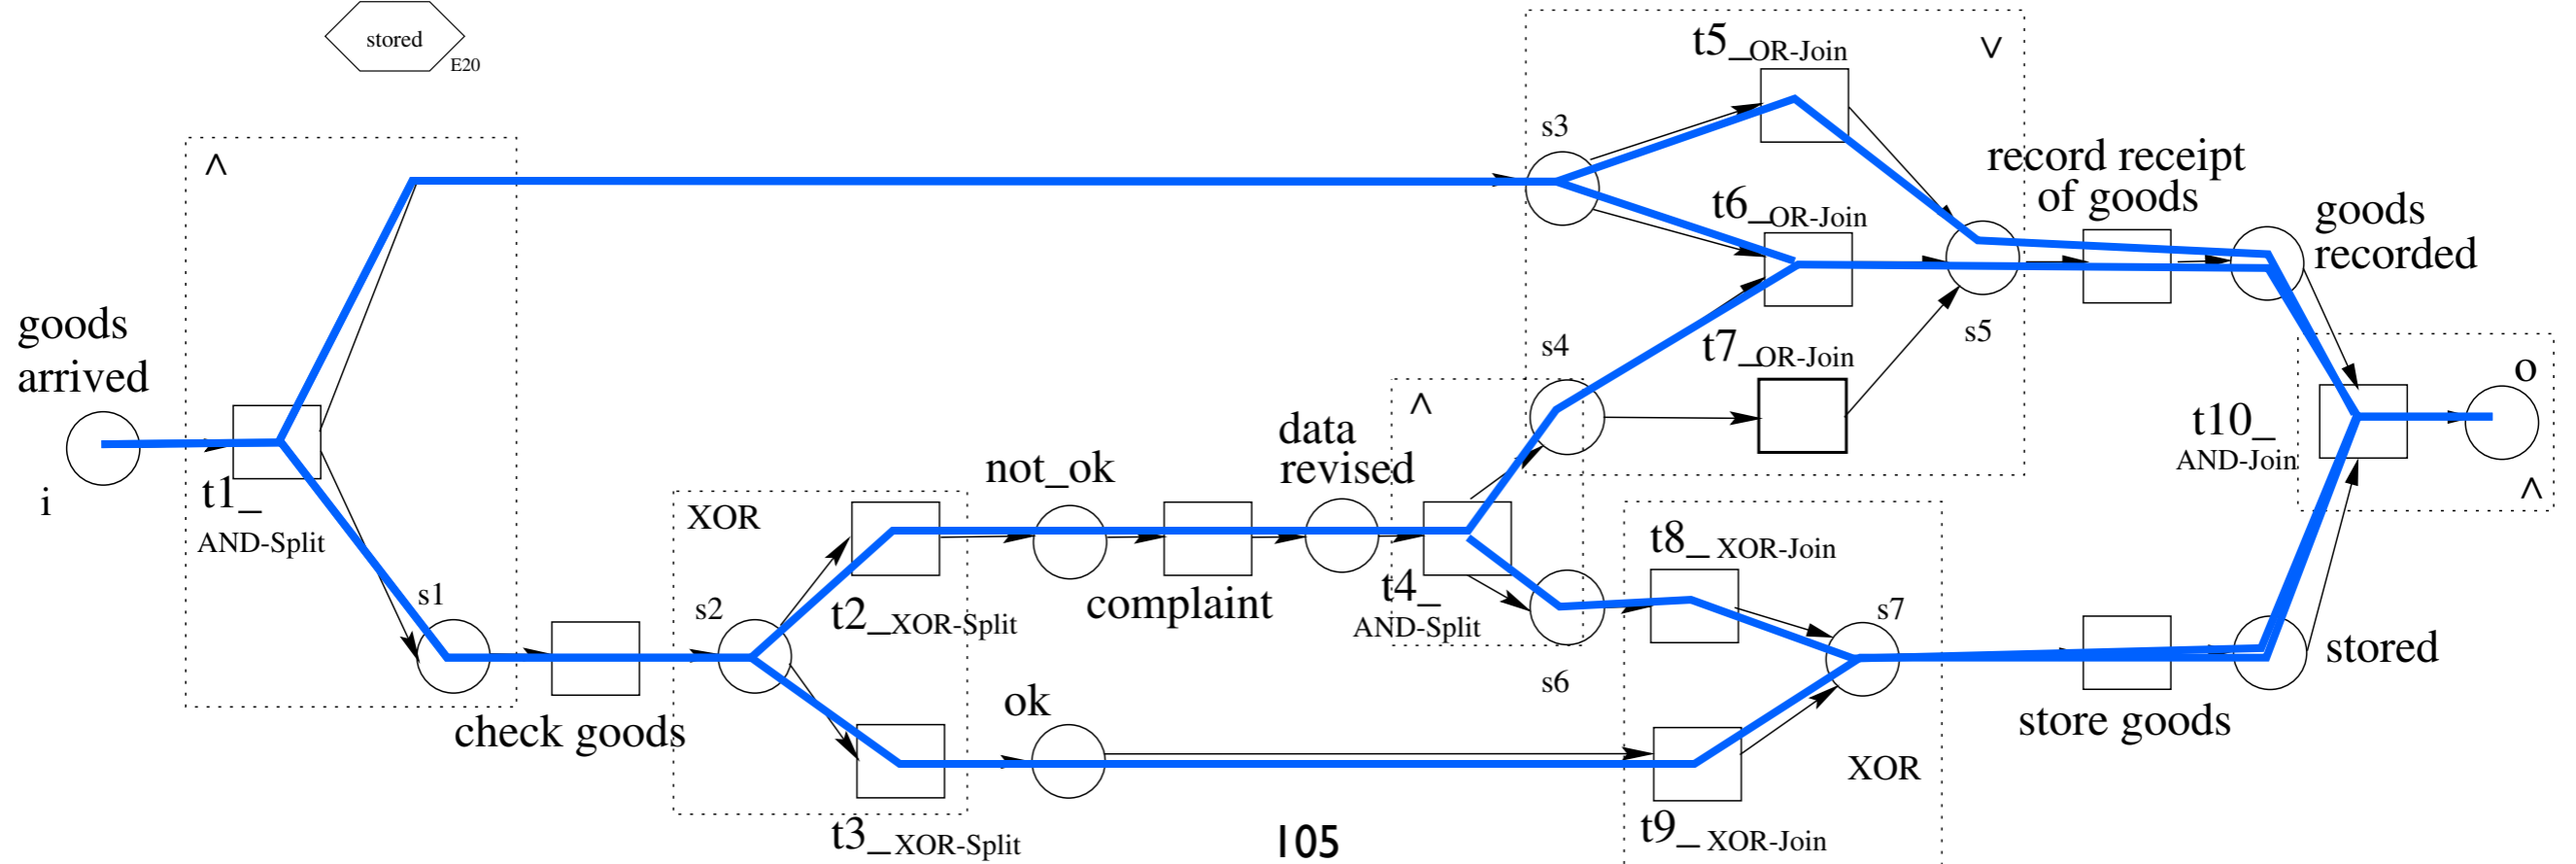 stored
E20
t5_OR-Join
V
s3
Λ
t6_OR-Join
record receipt
of goods
goods
recorded
goods
arrived
i
t1_
AND-Split
s4
t7_OR-Join
s5
Λ
o
t10_
AND-Join
Λ
data
revised
not_ok
XOR
t8_ XOR-Join
complaint
t4_
AND-Split
s1
s2
t2_XOR-Split
s7
s6
stored
check goods
ok
store goods
XOR
t3_XOR-Split
105
t9_ XOR-Join